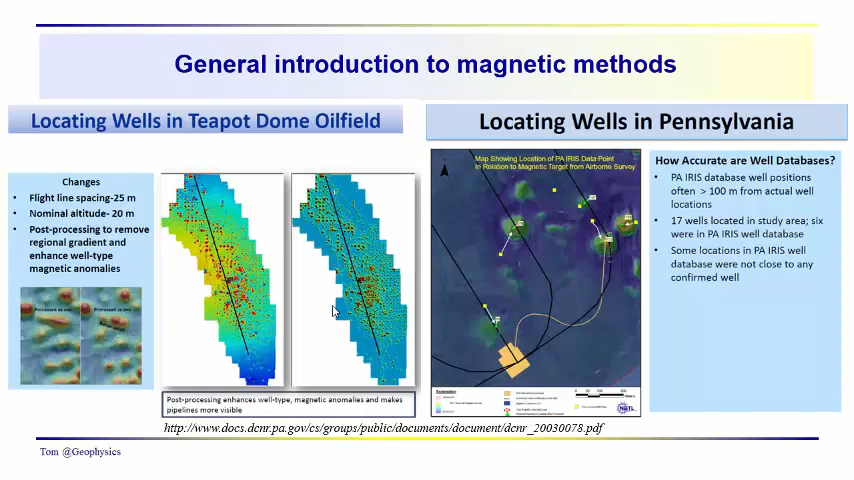 General introduction to magnetic methods
Locating Wells in Teapot Dome Oilfield
Changes
• Flight line spacing-25 m
• Nominal altitude- 20 m
• Post-processing to remove
regional gradient and
enhance well-type
magnetic anomalies
Post-processing enhances well-type, magnetic anomalies and makes
pipelines more visible
Locating Wells in Pennsylvania
Map Showing Location of PA IRIS Data Point
In Relation to Magnetic Target from Airborne Survey
How Accurate are Well Databases?
• PA IRIS database well positions
often > 100 m from actual well
locations
• 17 wells located in study area; six
were in PA IRIS well database
• Some locations in PA IRIS well
database were not close to any
confirmed well
http://www.docs.dcnr.pa.gov/cs/groups/public/documents/document/dcnr_20030078.pdf
Tom @Geophysics